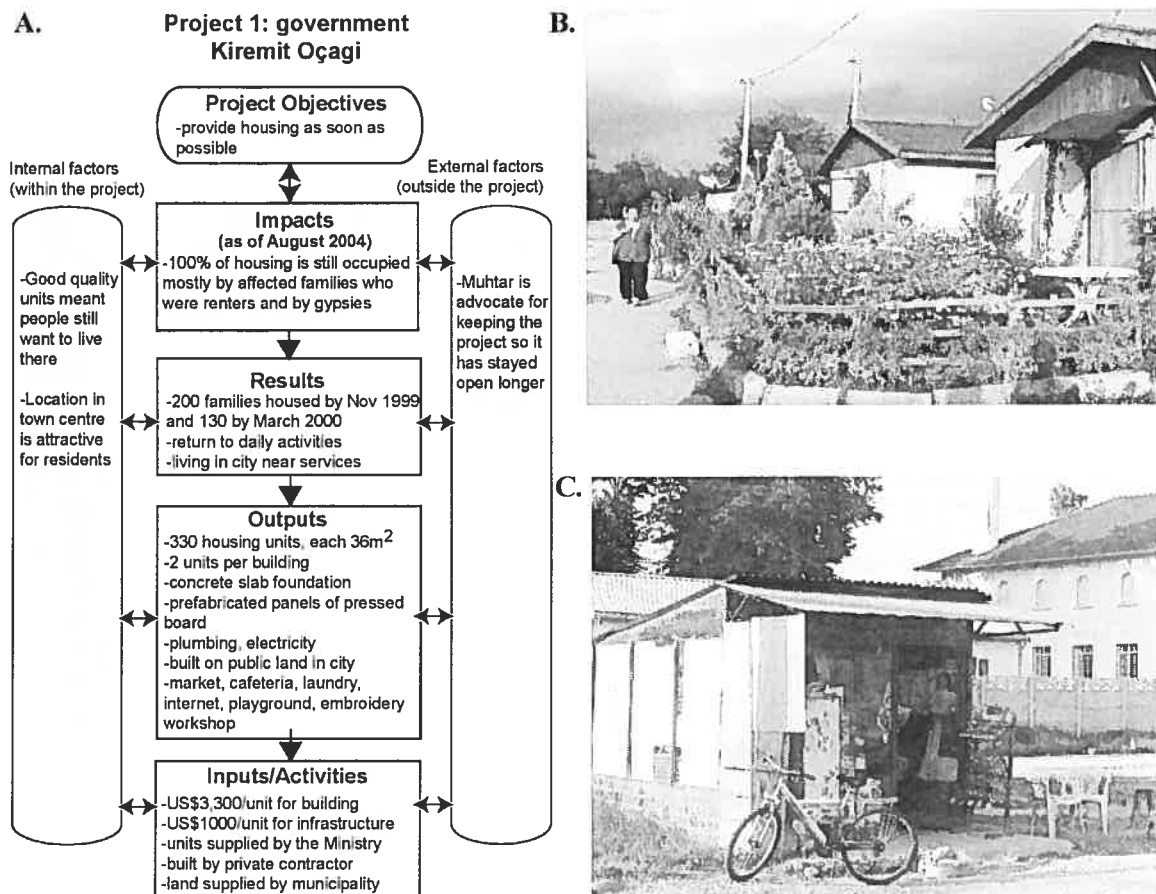 A.
Project 1: government
Kiremit Oçagi
B.
Project Objectives
-provide housing as soon as
possible
Internal factors
(within the project)
External factors
(outside the project)
Impacts
(as of August 2004)
-100% of housing is still occupied
mostly by affected families who
were renters and by gypsies
-Good quality
units meant
people still
want to live
there
-Location in
town centre
is attractive
for residents
-Muhtar is
advocate for
keeping the
project so it
has stayed
open longer
Results
-200 families housed by Nov 1999
and 130 by March 2000
-return to daily activities
-living in city near services
C.
Outputs
-330 housing units, each 36m²
-2 units per building
-concrete slab foundation
-prefabricated panels of pressed
board
-plumbing, electricity
-built on public land in city
-market, cafeteria, laundry,
internet, playground, embroidery
workshop
Inputs/Activities
-US$3,300/unit for building
-US$1000/unit for infrastructure
-units supplied by the Ministry
-built by private contractor
-land supplied by municipality